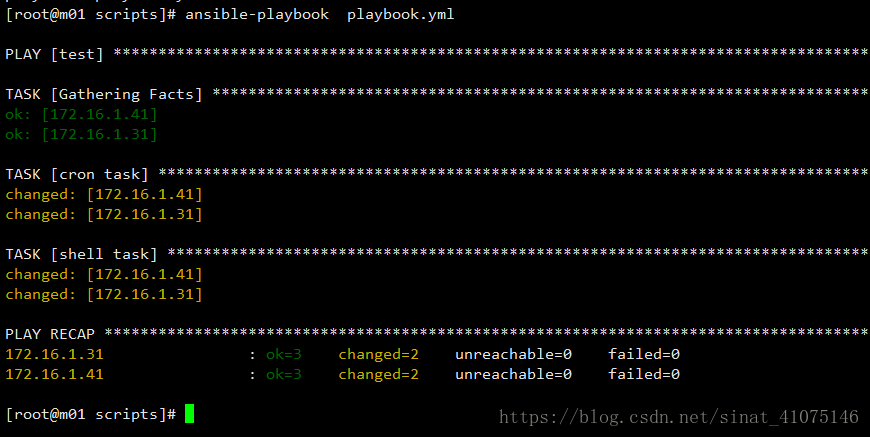 [root@m01 scripts]# ansible-playbook  playbook.yml
PLAY [test] ************************************************************************************
TASK [Gathering Facts] *************************************************************************
ok: [172.16.1.41]
ok: [172.16.1.31]
TASK [cron task] *******************************************************************************
changed: [172.16.1.41]
changed: [172.16.1.31]
TASK [shell task] ******************************************************************************
changed: [172.16.1.41]
changed: [172.16.1.31]
PLAY RECAP *************************************************************************************
172.16.1.31                : ok=3    changed=2    unreachable=0    failed=0
172.16.1.41                : ok=3    changed=2    unreachable=0    failed=0
[root@m01 scripts]#
https://blog.csdn.net/sinat_41075146